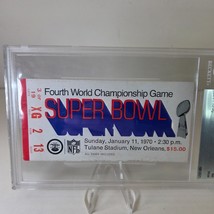 Fourth World Championship Game
SUPER BOWL
XG 2 13
Sunday, January 11, 1970 • 2:30 p.m.
Tulane Stadium, New Orleans, $15.00
NFL